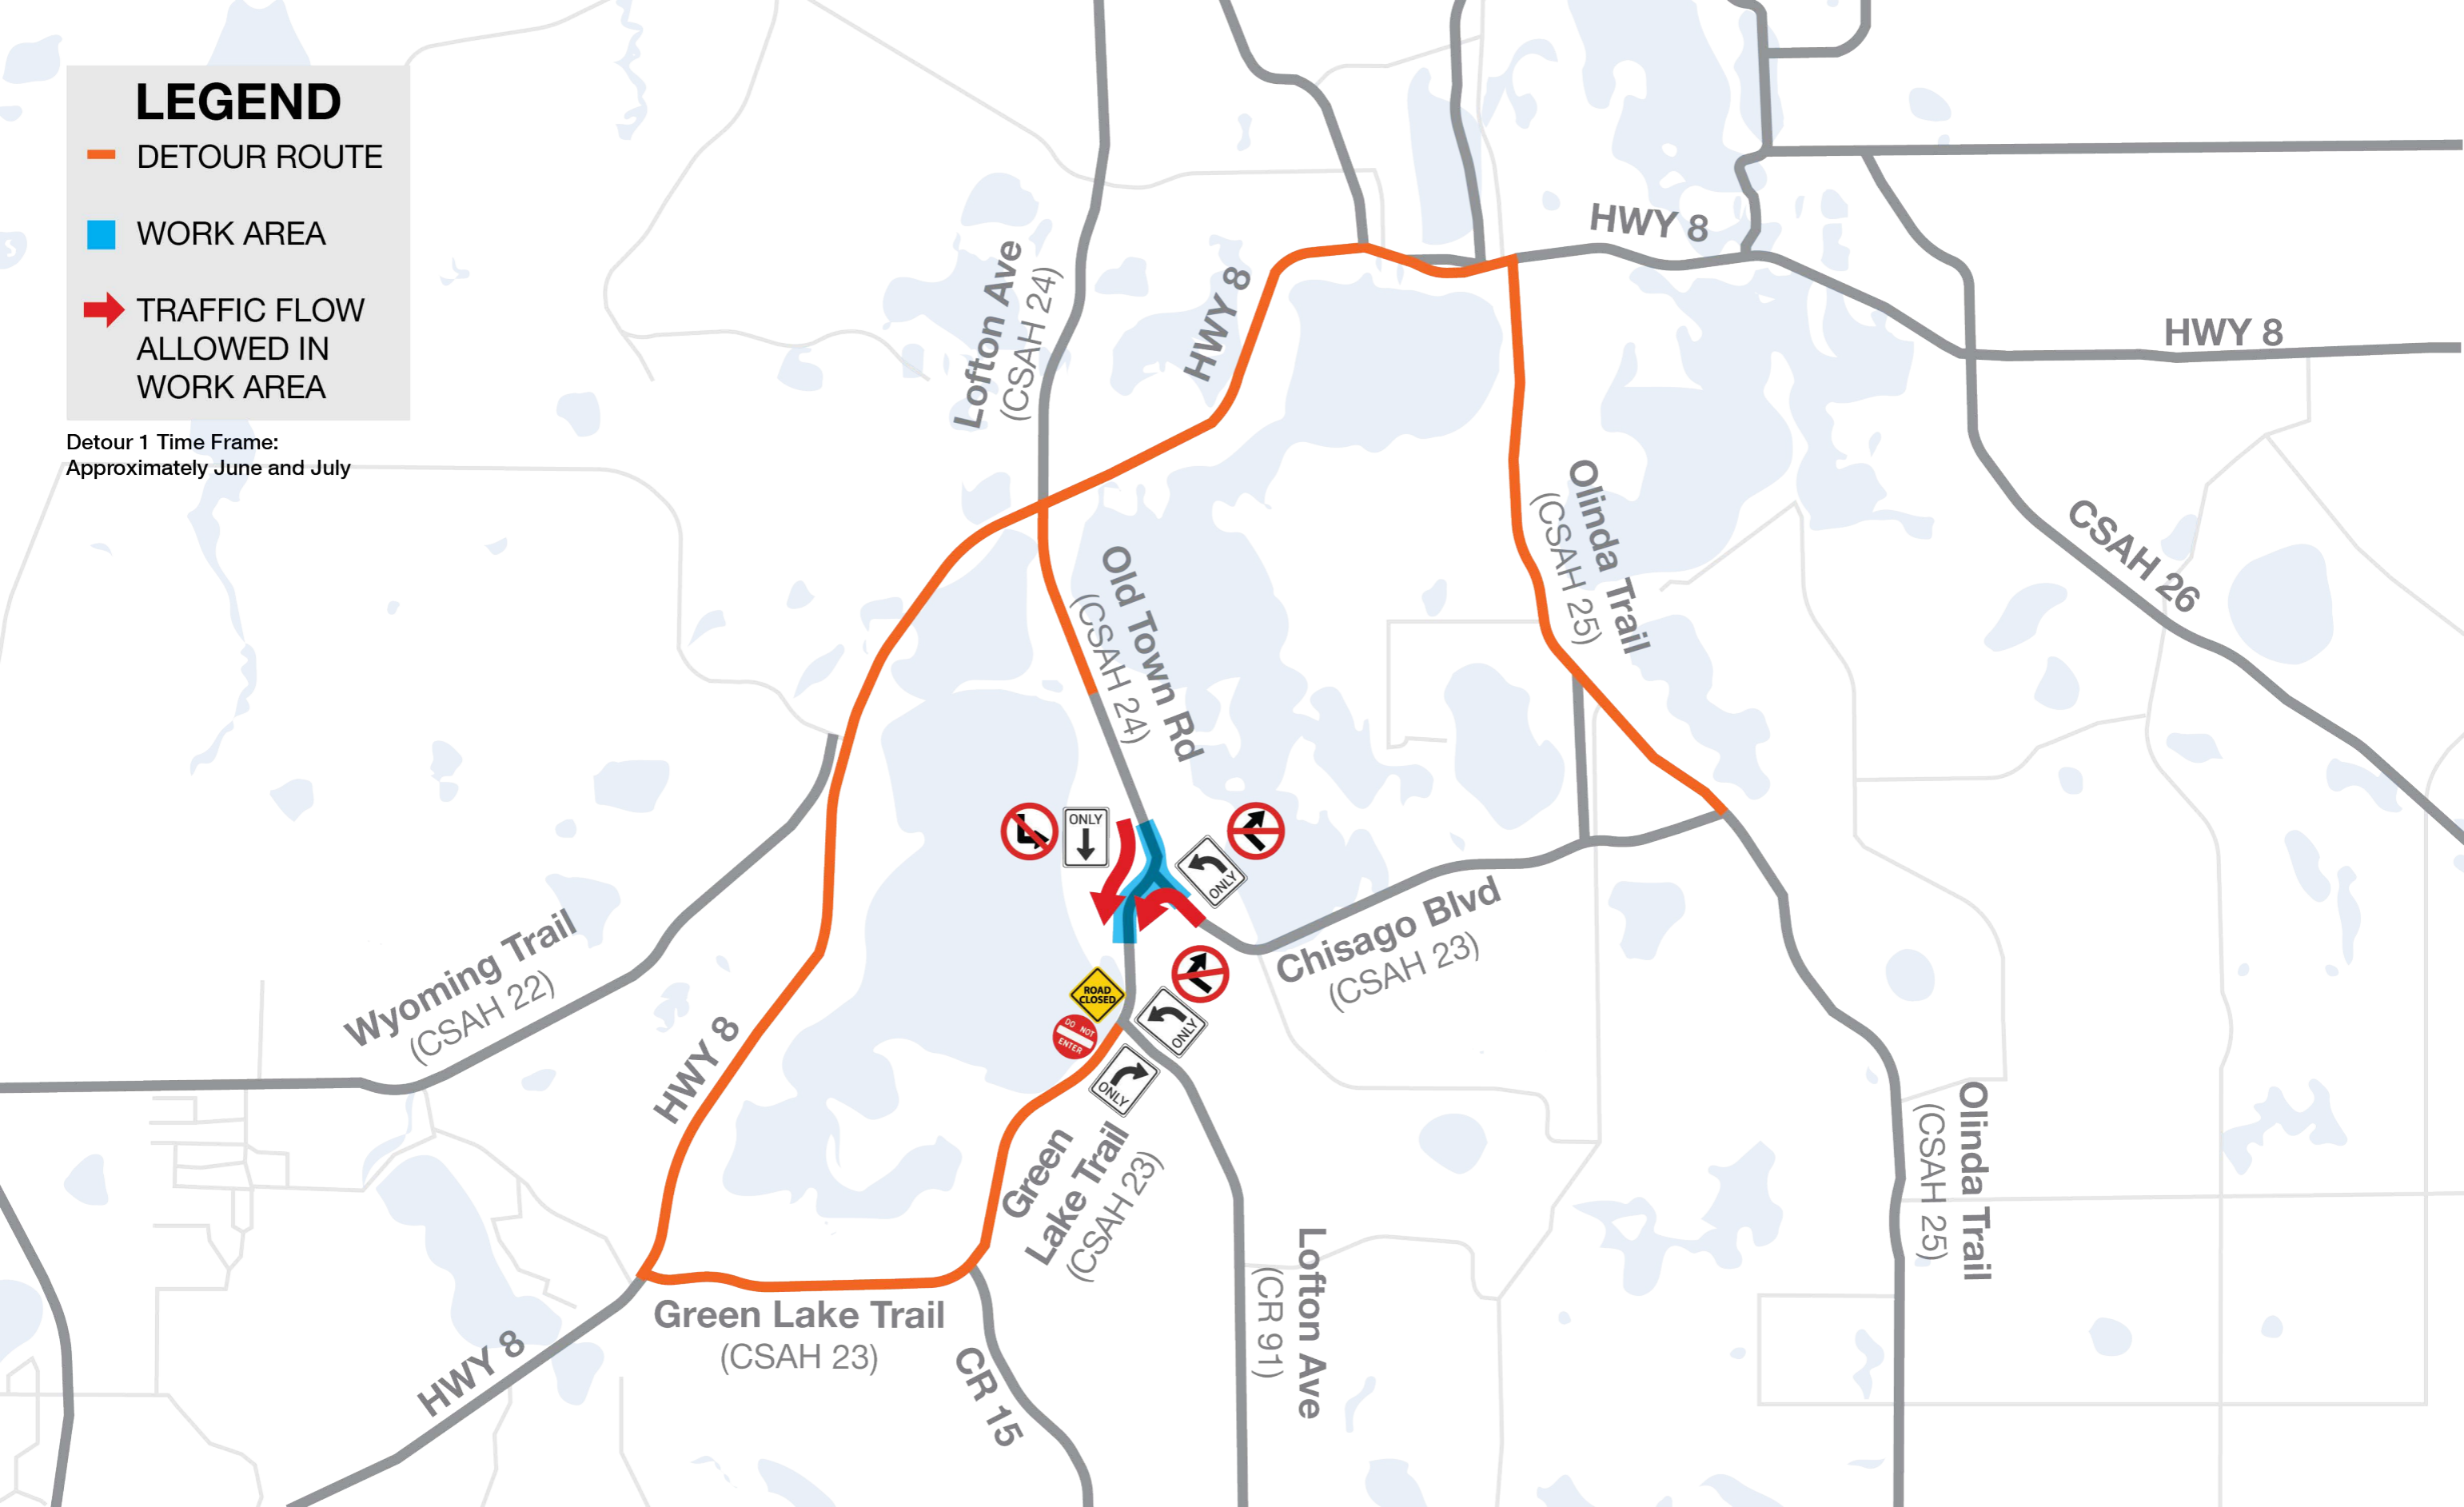 LEGEND
DETOUR ROUTE
WORK AREA
TRAFFIC FLOW
ALLOWED IN
WORK AREA
Detour 1 Time Frame:
Approximately June and July
HWY 8
HWY 8
HWY 8
Lofton Ave
(CSAH 24)
Olinda Trail
(CSAH 25)
CSAH 26
Old Town Rd
(CSAH 24)
ONLY
ONLY
Chisago Blvd
(CSAH 23)
Wyoming Trail
(CSAH 22)
ROAD
CLOSED
DO NOT
ENTER
ONLY
ONLY
HWY 8
Green
Lake Trail
(CSAH 23)
Olinda Trail
(CSAH 25)
Lofton Ave
(CR 91)
Green Lake Trail
(CSAH 23)
HWY 8
CR 15